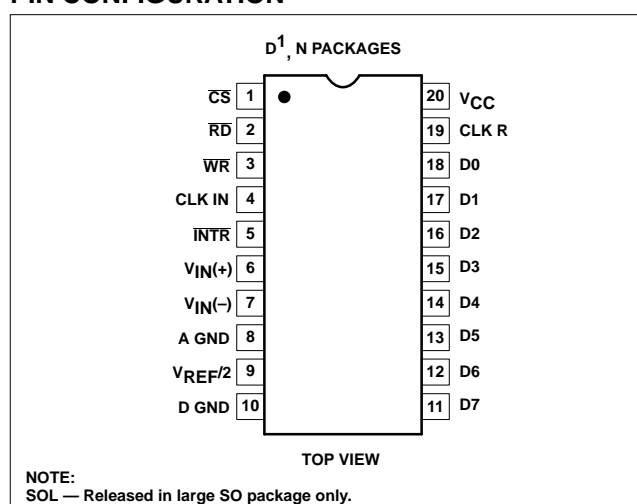 PIN CONFIGURATION
D1, N PACKAGES
CS 1 20 VCC
RD 2 19 CLK R
WR 3 18 D0
CLK IN 4 17 D1
INTR 5 16 D2
VIN(+) 6 15 D3
VIN(–) 7 14 D4
A GND 8 13 D5
VREF/2 9 12 D6
D GND 10 11 D7
TOP VIEW
NOTE:
SOL — Released in large SO package only.